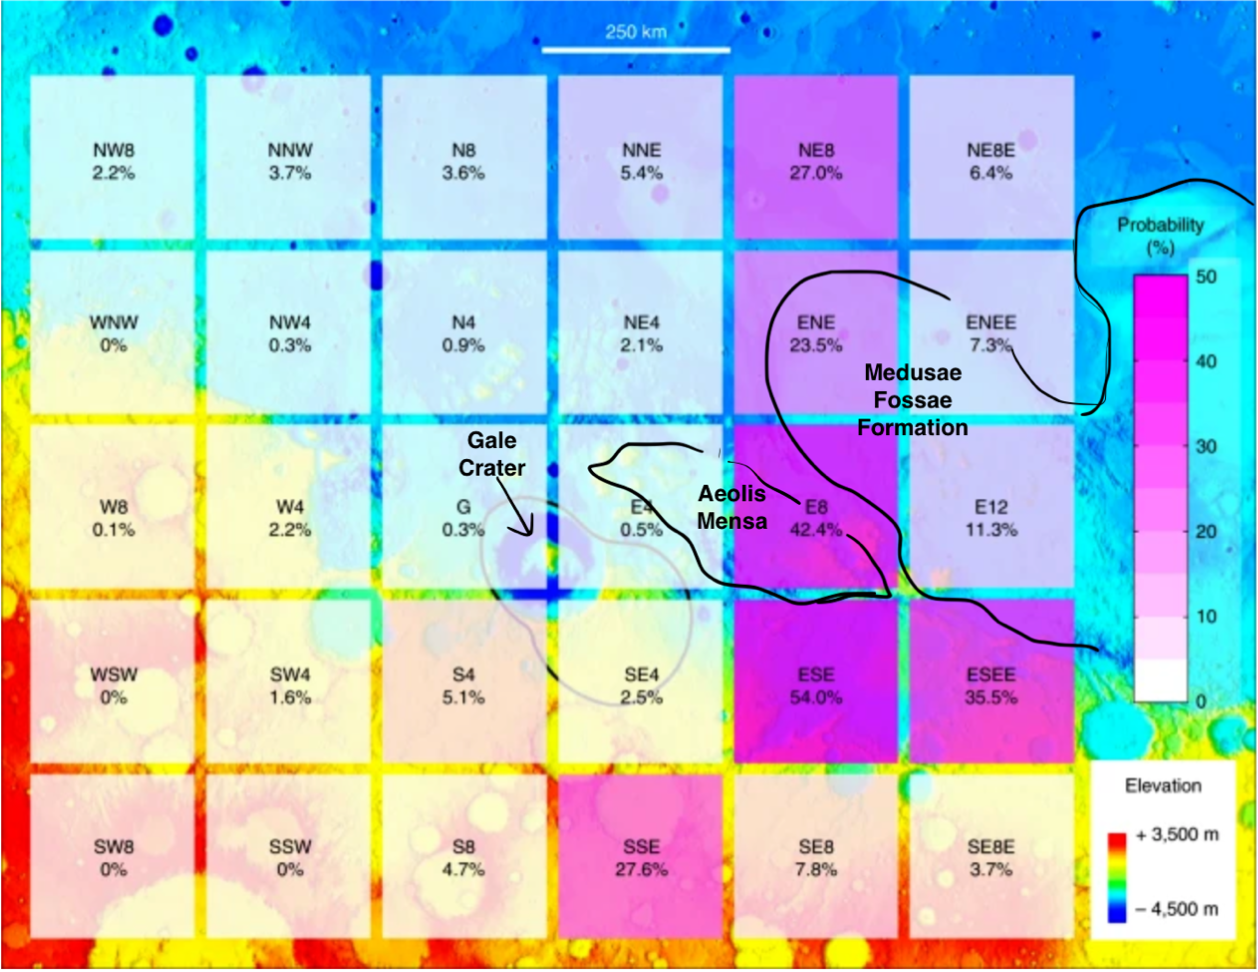 250 km
NW8
2.2%
NNW
3.7%
N8
3.6%
NNE
5.4%
NE8
27.0%
NE8E
6.4%
Probability
(%)
50
40
30
20
10
0
WNW
0%
NW4
0.3%
N4
0.9%
NE4
2.1%
ENE
23.5%
ENEE
7.3%
Medusae
Fossae
Formation
Gale
Crater
W8
0.1%
W4
2.2%
G
0.3%
E4
0.5%
Aeolis
Mensa
E8
42.4%
E12
11.3%
WSW
0%
SW4
1.6%
S4
5.1%
SE4
2.5%
ESE
54.0%
ESEE
35.5%
SW8
0%
SSW
0%
S8
4.7%
SSE
27.6%
SE8
7.8%
SE8E
3.7%
Elevation
+ 3,500 m
– 4,500 m